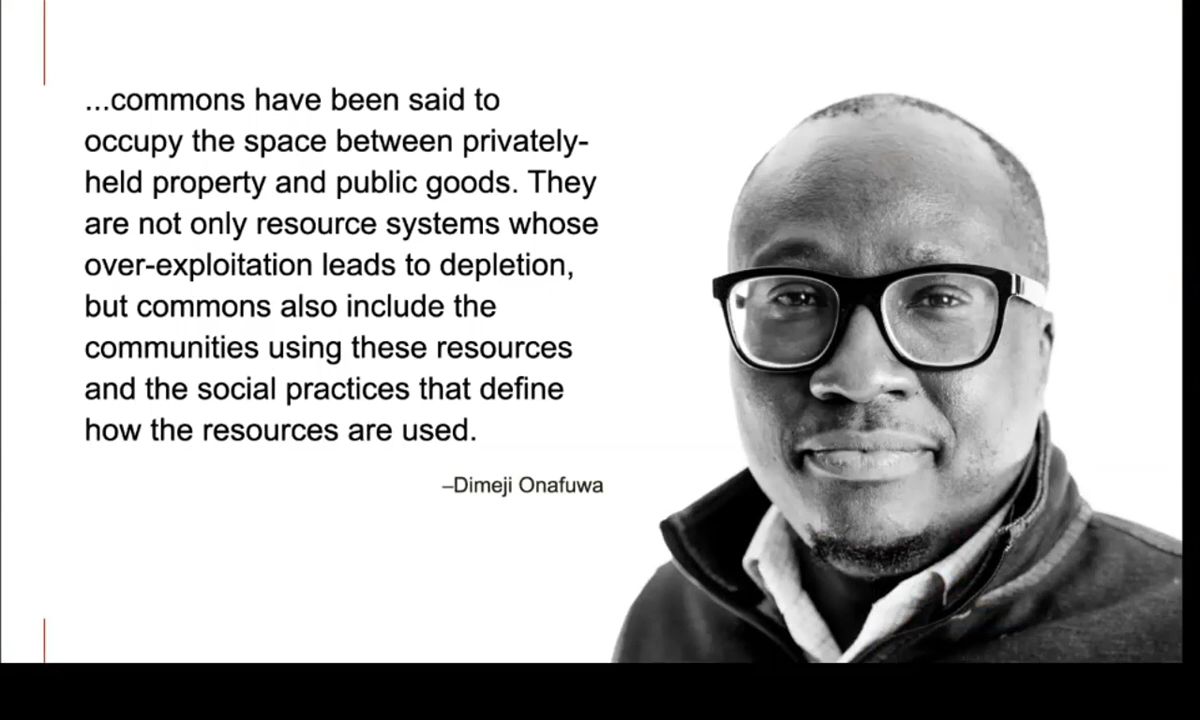 ...commons have been said to
occupy the space between privately-
held property and public goods. They
are not only resource systems whose
over-exploitation leads to depletion,
but commons also include the
communities using these resources
and the social practices that define
how the resources are used.
–Dimeji Onafuwa